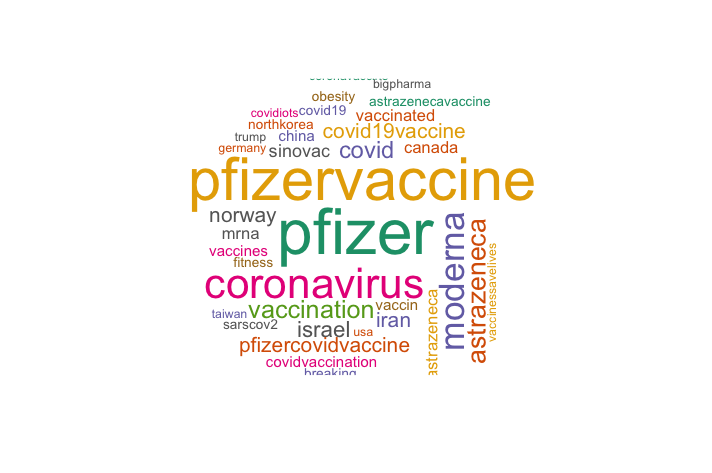 bigpharma
obesity
astrazenecavaccine
covidiots
covid19
vaccinated
northkorea
covid19vaccine
trump
china
germany
sinovac
covid
canada
pfizervaccine
norway
pfizer
mrna
vaccines
fitness
coronavirus
moderna
astrazeneca
vaccinessavelives
vaccination
vaccin
taiwan
iran
sarscov2
israel
usa
astrazeneca
pfizercovidvaccine
covidvaccination
breaking